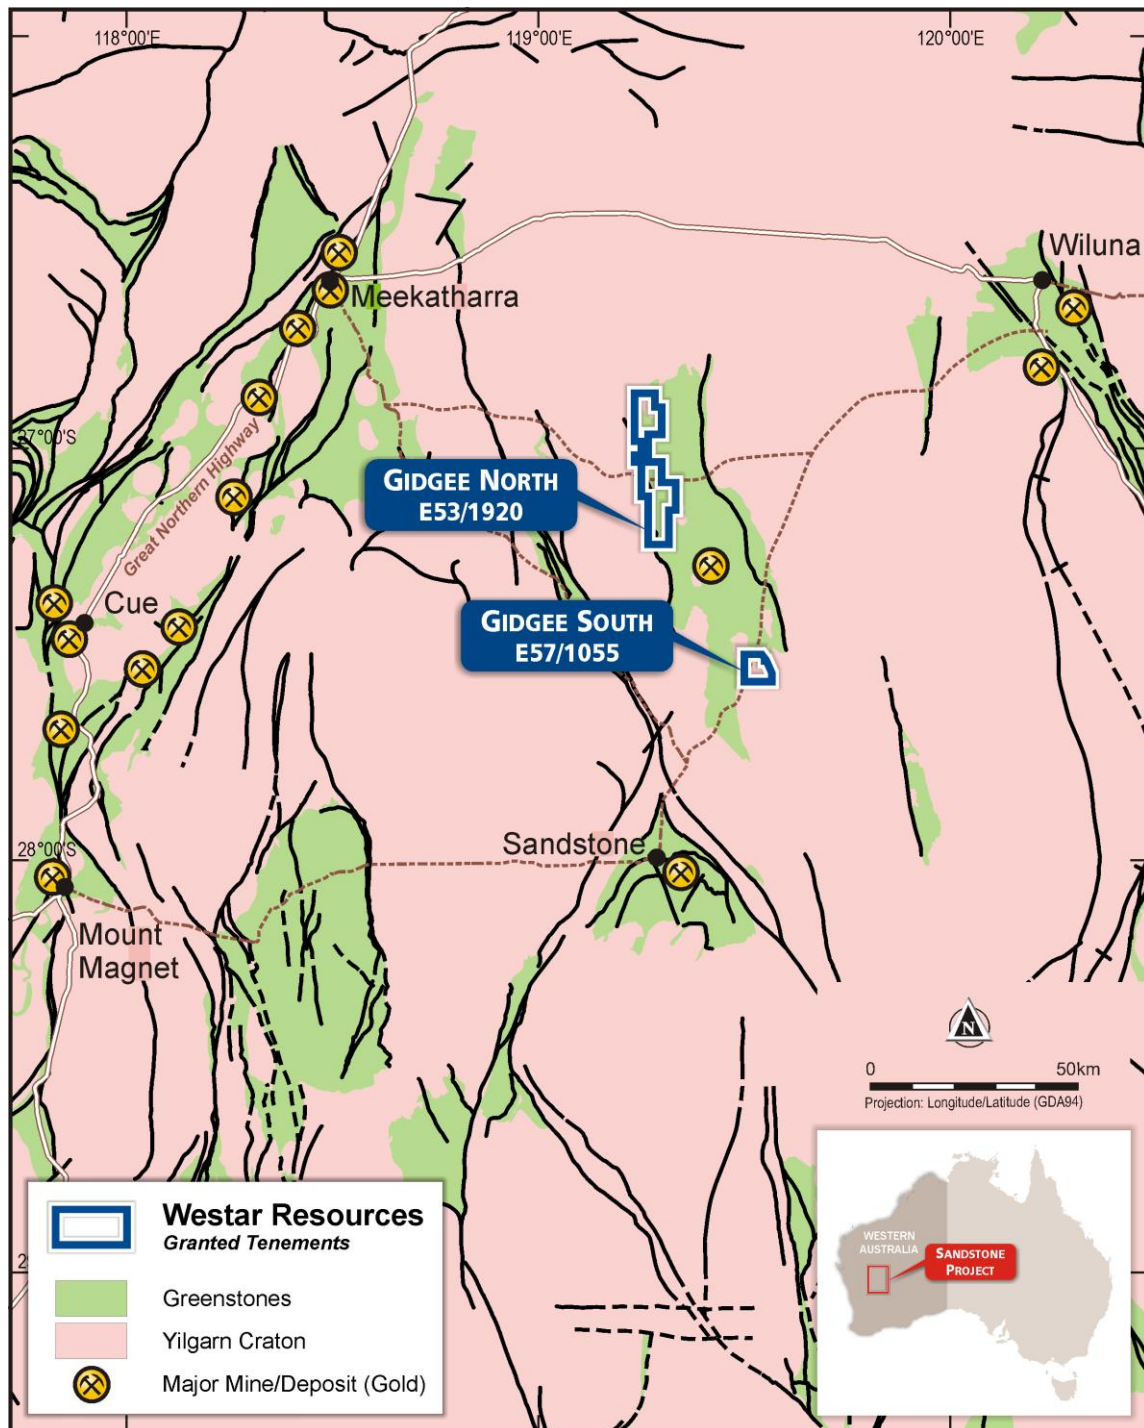 118°00'E
119°00'E
120°00'E
Wiluna
Meekatharra
27°00'S
Great Northern Highway
GIDGEE NORTH
E53/1920
Cue
GIDGEE SOUTH
E57/1055
Sandstone
28°00'S
Mount
Magnet
N
0 50km
Projection: Longitude/Latitude (GDA94)
Westar Resources
Granted Tenements
Greenstones
Yilgarn Craton
Major Mine/Deposit (Gold)
WESTERN
AUSTRALIA
SANDSTONE
PROJECT